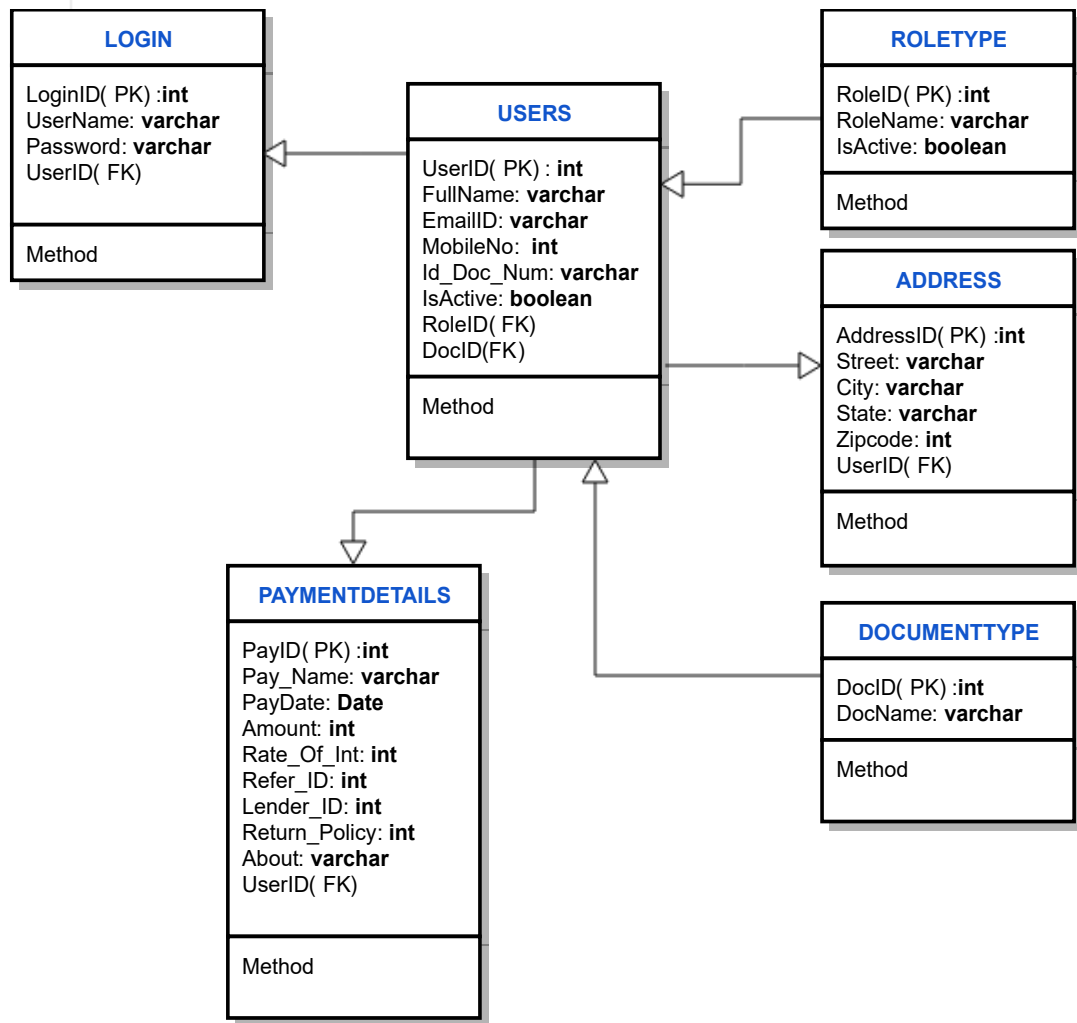 LOGIN
LoginID( PK) :int
UserName: varchar
Password: varchar
UserID( FK)
Method
USERS
UserID( PK) : int
FullName: varchar
EmailID: varchar
MobileNo:  int
Id_Doc_Num: varchar
IsActive: boolean
RoleID( FK)
DocID(FK)
Method
ROLETYPE
RoleID( PK) :int
RoleName: varchar
IsActive: boolean
Method
ADDRESS
AddressID( PK) :int
Street: varchar
City: varchar
State: varchar
Zipcode: int
UserID( FK)
Method
PAYMENTDETAILS
PayID( PK) :int
Pay_Name: varchar
PayDate: Date
Amount: int
Rate_Of_Int: int
Refer_ID: int
Lender_ID: int
Return_Policy: int
About: varchar
UserID( FK)
Method
DOCUMENTTYPE
DocID( PK) :int
DocName: varchar
Method